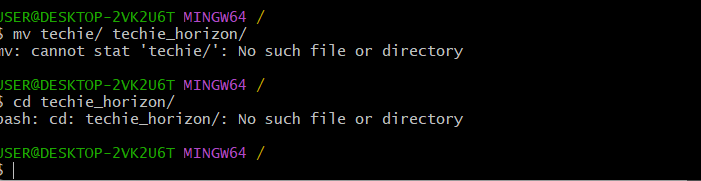 USER@DESKTOP-2VK2U6T MINGW64 /
$ mv techie/ techie_horizon/
mv: cannot stat 'techie/': No such file or directory
USER@DESKTOP-2VK2U6T MINGW64 /
$ cd techie_horizon/
bash: cd: techie_horizon/: No such file or directory
USER@DESKTOP-2VK2U6T MINGW64 /
$